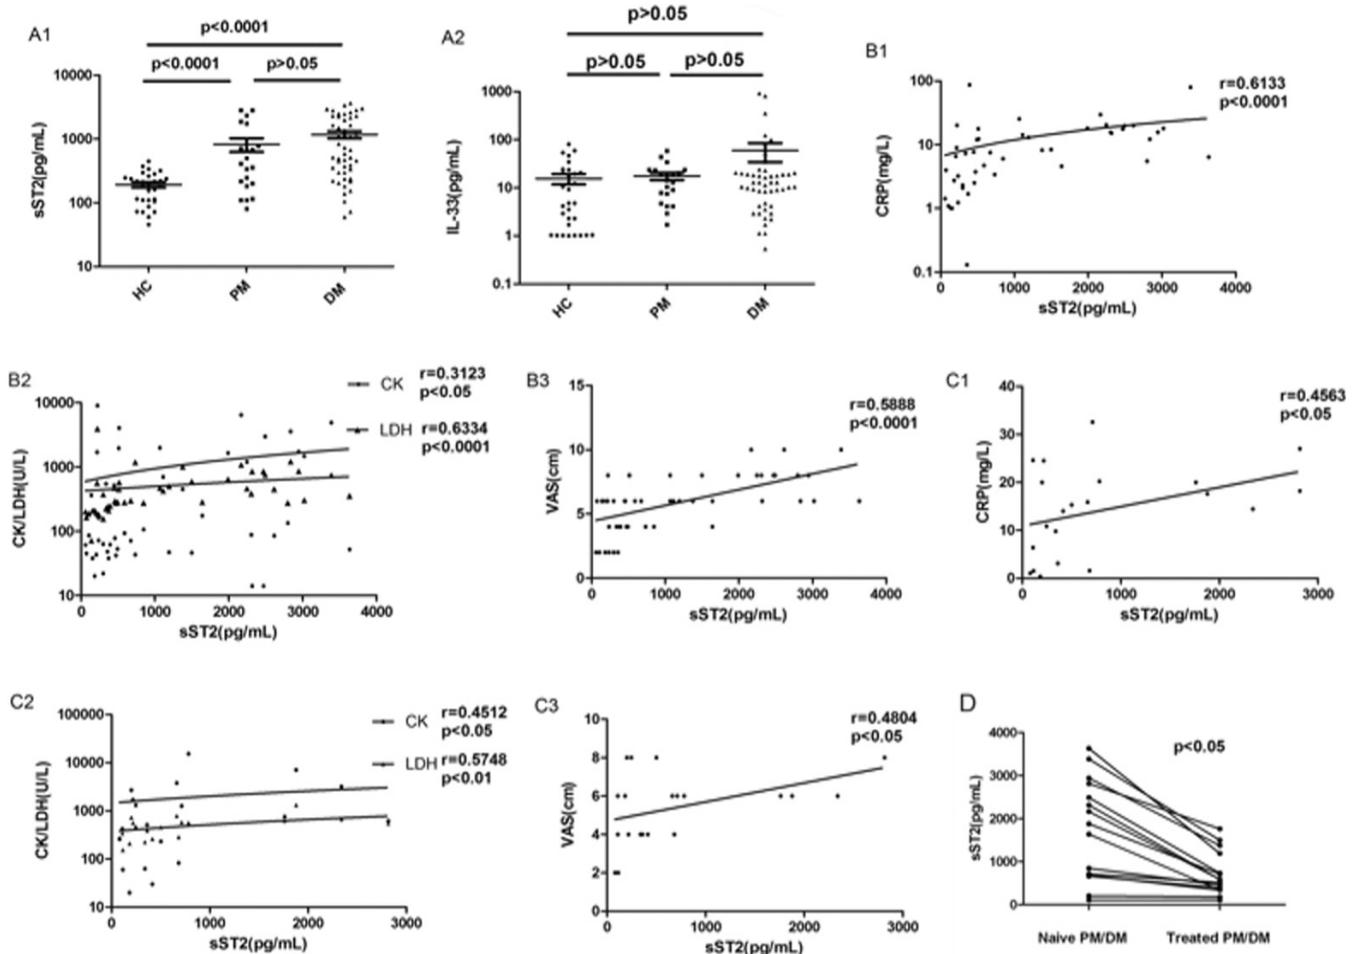 A1
p<0.0001
p<0.0001
p>0.05
10000
1000
100
10
sST2(pg/mL)
HC
PM
DM
A2
p>0.05
p>0.05
p>0.05
1000
100
10
1
0.1
IL-33(pg/mL)
HC
PM
DM
B1
r=0.6133
p<0.0001
100
10
1
0.1
CRP(mg/L)
0
1000
2000
3000
4000
sST2(pg/mL)
B2
CK
r=0.3123
p<0.05
LDH
r=0.6334
p<0.0001
10000
1000
100
10
CK/LDH(U/L)
0
1000
2000
3000
4000
sST2(pg/mL)
B3
r=0.5888
p<0.0001
15
10
5
0
VAS(cm)
0
1000
2000
3000
4000
sST2(pg/mL)
C1
r=0.4563
p<0.05
40
30
20
10
0
CRP(mg/L)
0
1000
2000
3000
sST2(pg/mL)
C2
CK
r=0.4512
p<0.05
LDH
r=0.5748
p<0.01
100000
10000
1000
100
10
CK/LDH(U/L)
0
1000
2000
3000
sST2(pg/mL)
C3
r=0.4804
p<0.05
10
8
6
4
2
0
VAS(cm)
0
1000
2000
3000
sST2(pg/mL)
D
p<0.05
4000
3000
2000
1000
0
sST2(pg/mL)
Naive PM/DM
Treated PM/DM